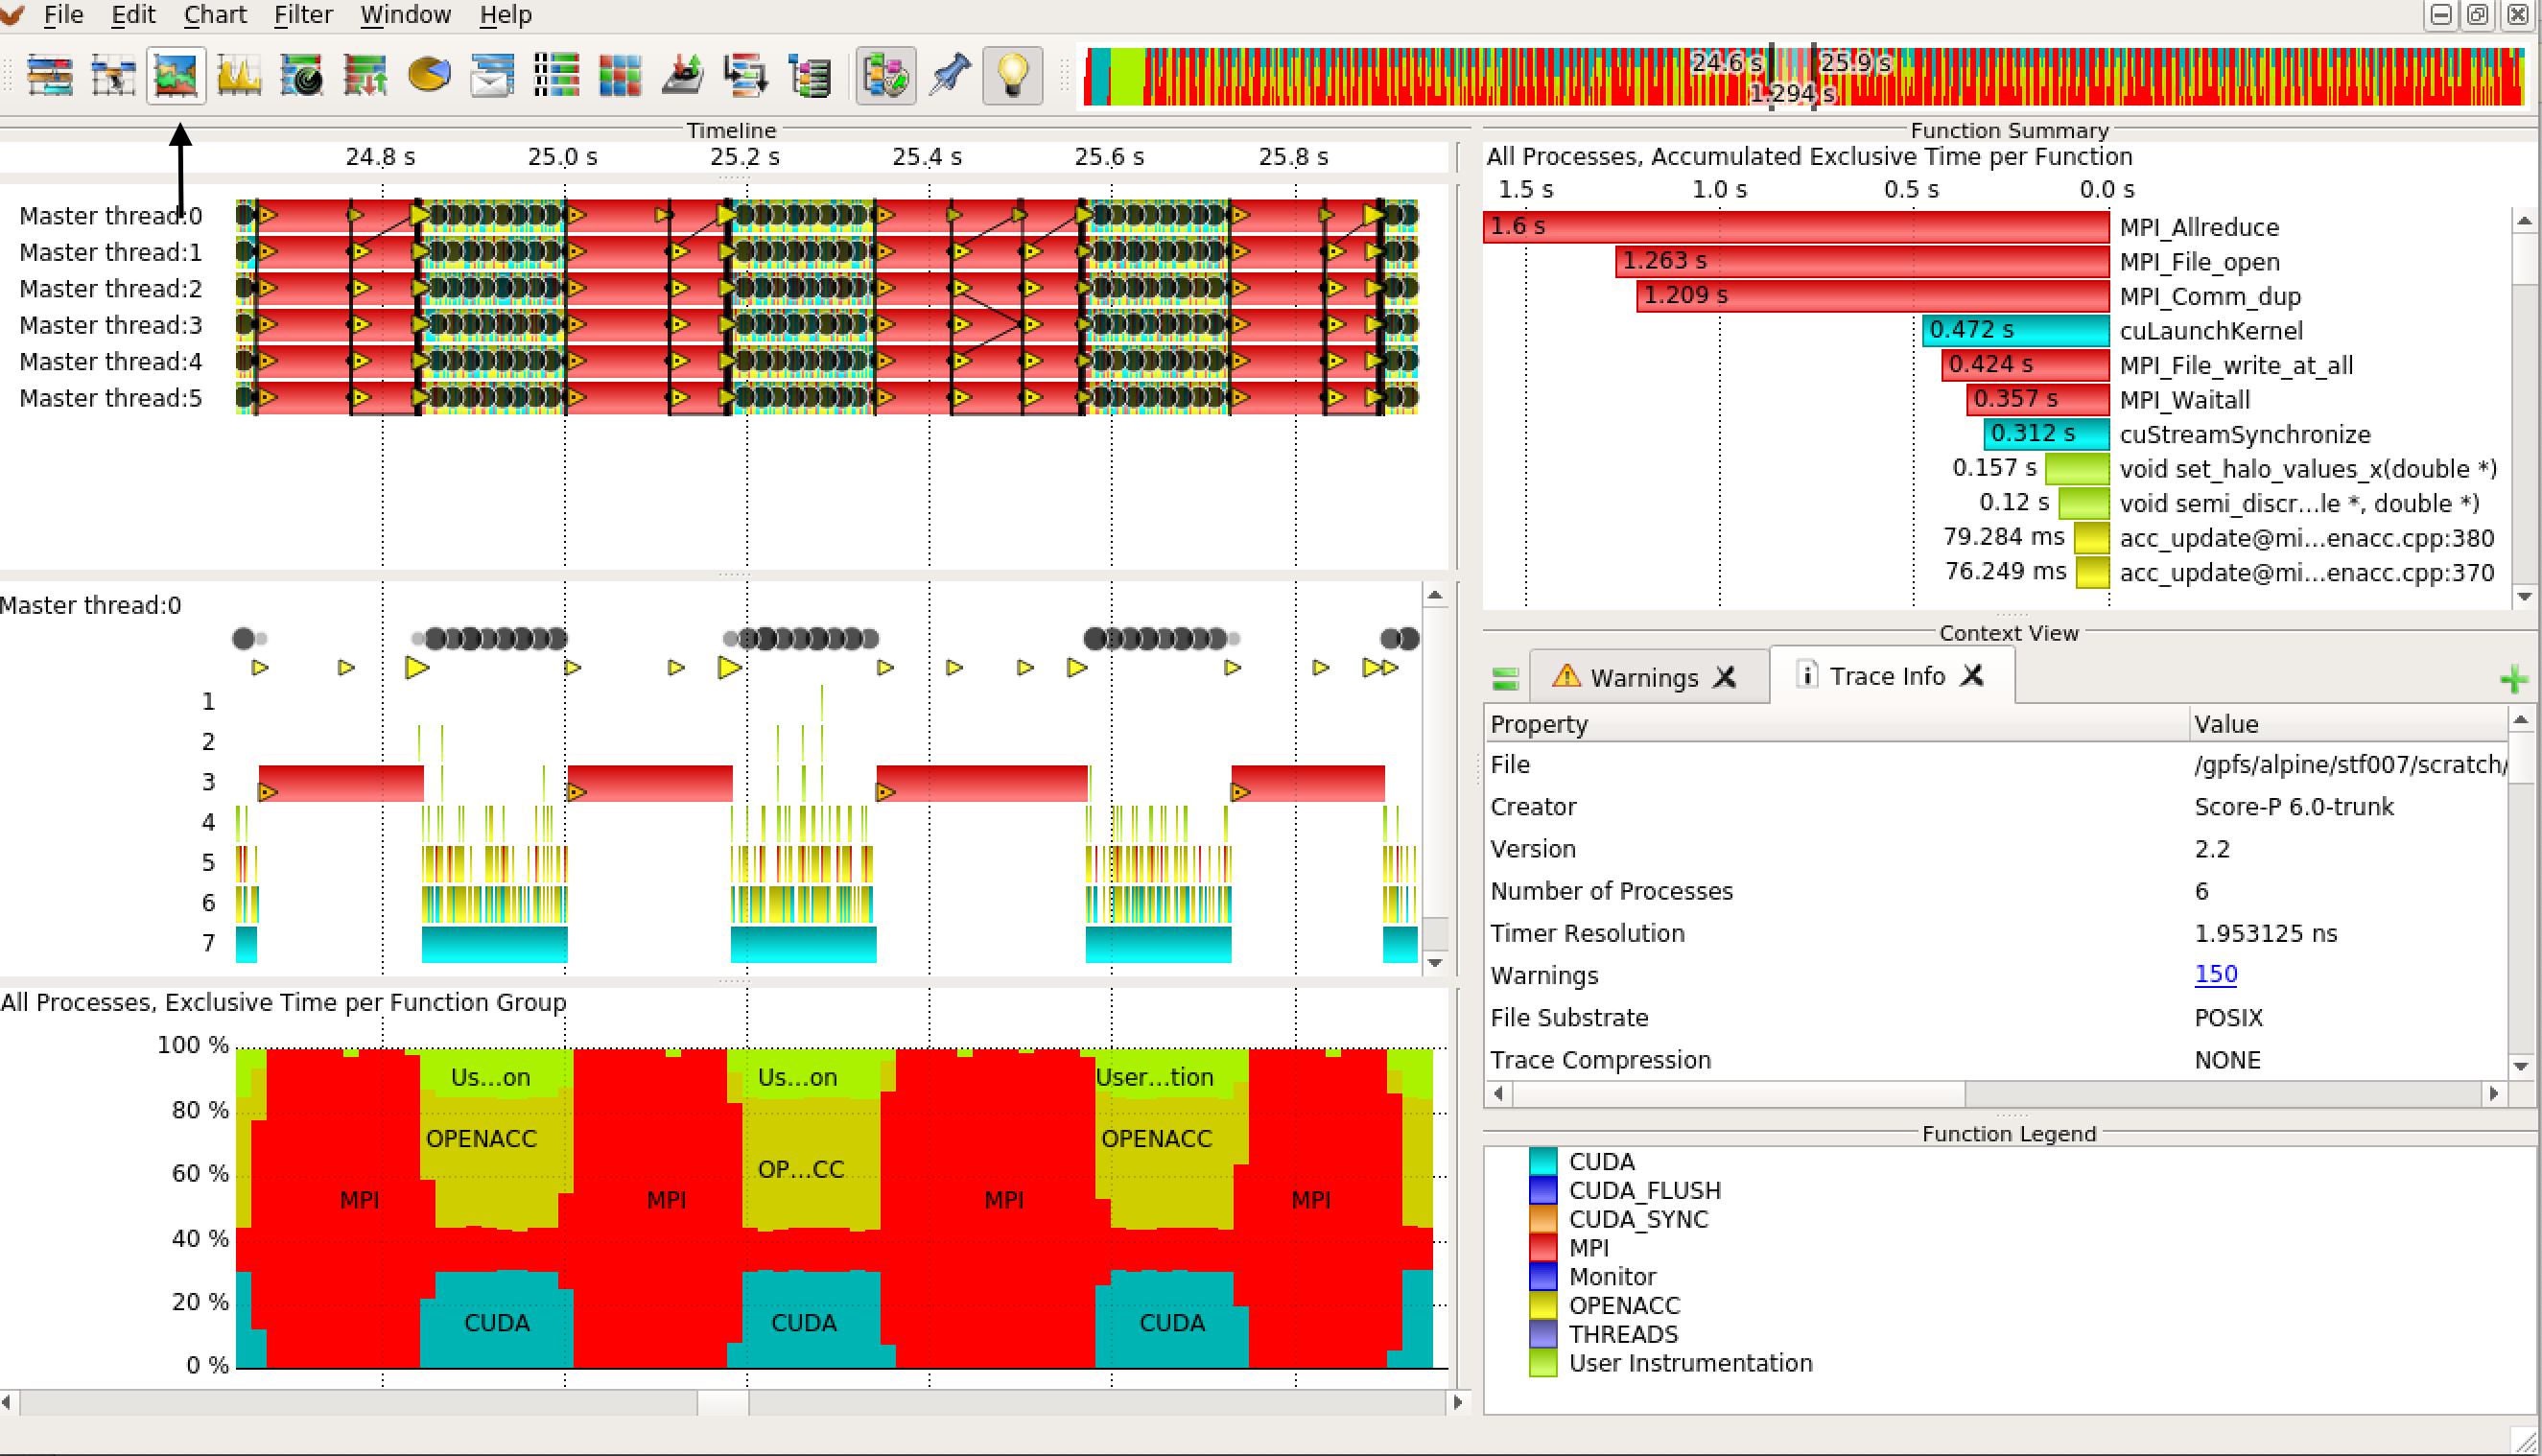 File Edit Chart Filter Window Help
24.6 s 25.9 s
1.294 s
Timeline
24.8 s 25.0 s 25.2 s 25.4 s 25.6 s 25.8 s
Master thread:0
Master thread:1
Master thread:2
Master thread:3
Master thread:4
Master thread:5
Master thread:0
1
2
3
4
5
6
7
All Processes, Exclusive Time per Function Group
100 %
80 %
60 %
40 %
20 %
0 %
Us...on Us...on User...tion
OPENACC OP...CC OPENACC
MPI MPI MPI MPI
CUDA CUDA CUDA
Function Summary
All Processes, Accumulated Exclusive Time per Function
1.5 s 1.0 s 0.5 s 0.0 s
1.6 s MPI_Allreduce
1.263 s MPI_File_open
1.209 s MPI_Comm_dup
0.472 s cuLaunchKernel
0.424 s MPI_File_write_at_all
0.357 s MPI_Waitall
0.312 s cuStreamSynchronize
0.157 s void set_halo_values_x(double *)
0.12 s void semi_discr...le *, double *)
79.284 ms acc_update@mi...enacc.cpp:380
76.249 ms acc_update@mi...enacc.cpp:370
Context View
Warnings Trace Info
Property Value
File /gpfs/alpine/stf007/scratch/
Creator Score-P 6.0-trunk
Version 2.2
Number of Processes 6
Timer Resolution 1.953125 ns
Warnings 150
File Substrate POSIX
Trace Compression NONE
Function Legend
CUDA
CUDA_FLUSH
CUDA_SYNC
MPI
Monitor
OPENACC
THREADS
User Instrumentation